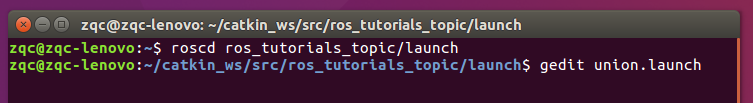 zqc@zqc-lenovo: ~/catkin_ws/src/ros_tutorials_topic/launch
zqc@zqc-lenovo:~$ roscd ros_tutorials_topic/launch
zqc@zqc-lenovo:~/catkin_ws/src/ros_tutorials_topic/launch$ gedit union.launch